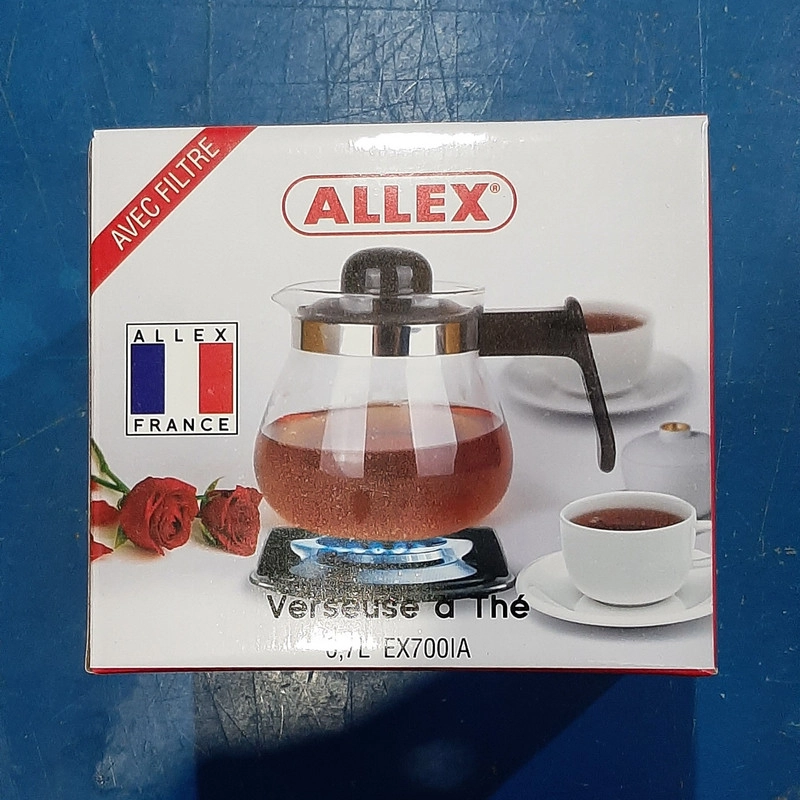 AVEC FILTRE
ALLEX®
ALLEX
FRANCE
Verseuse à Thé
0,7L EX700IA